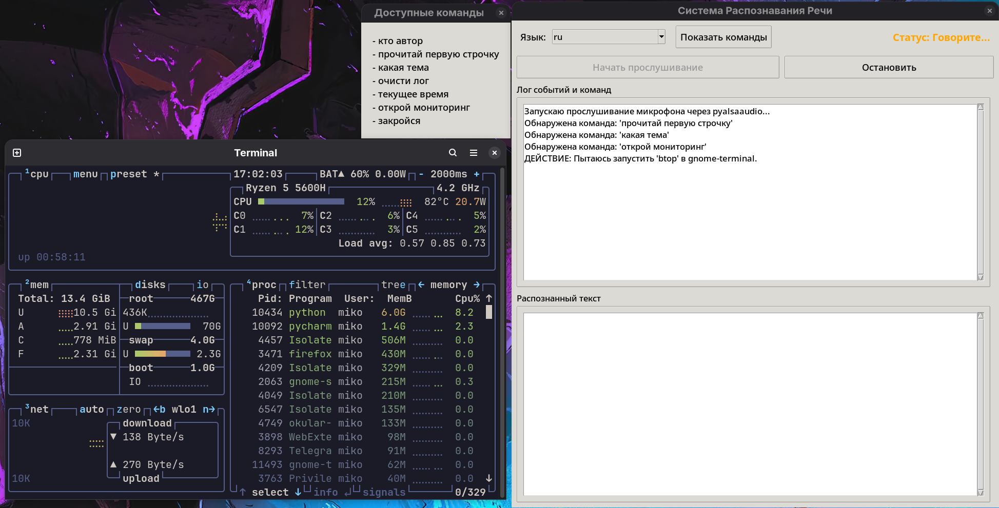 Доступные команды
- кто автор
- прочитай первую строчку
- какая тема
- очисти лог
- текущее время
- открой мониторинг
- закройся
Система Распознавания Речи
Язык: ru Показать команды Статус: Говорите...
Начать прослушивание Остановить
Лог событий и команд
Запускаю прослушивание микрофона через pyalsaaudio...
Обнаружена команда: 'прочитай первую строчку'
Обнаружена команда: 'какая тема'
Обнаружена команда: 'открой мониторинг'
ДЕЙСТВИЕ: Пытаюсь запустить 'btop' в gnome-terminal.
Распознанный текст
Terminal
1cpu menu preset * 17:02:03 BAT▲ 60% 0.00W - 2000ms +
Ryzen 5 5600H 4.2 GHz
CPU 12% 82°C 20.7W
C0 7% C2 6% C4 5%
C1 12% C3 3% C5 2%
Load avg: 0.57 0.85 0.73
up 00:58:11
2mem disks io
Total: 13.4 GiB root 467G
U 10.5 Gi 436K
A 2.91 Gi U 70G
C 778 MiB swap 4.0G
F 2.31 Gi U 2.3G
boot 1.0G
IO
3net auto zero ←b wlo1 n→
10K download
▼ 138 Byte/s
▲ 270 Byte/s
10K upload
4proc filter tree ← memory →
Pid: Program User: MemB Cpu% ↑
10434 python miko 6.0G 8.2
10092 pycharm miko 1.4G 2.3
4457 Isolate miko 506M 0.0
3471 firefox miko 430M 0.0
4209 Isolate miko 329M 0.0
2063 gnome-s miko 215M 0.3
4049 Isolate miko 210M 0.0
6547 Isolate miko 135M 0.0
4749 okular- miko 133M 0.0
3898 WebExte miko 98M 0.0
8293 Telegra miko 91M 0.0
11493 gnome-t miko 62M 0.0
3763 Privile miko 40M 0.0 ↓
↑ select ↓ info ↵ signals 0/329